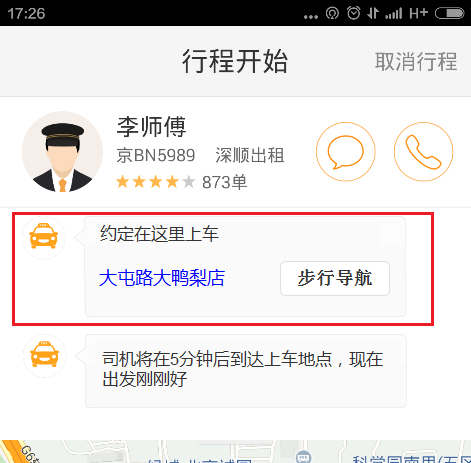 17:26
H+
行程开始
取消行程
李师傅
京BN5989 深顺出租
873单
约定在这里上车
大屯路大鸭梨店
步行导航
司机将在5分钟后到达上车地点，现在
出发刚刚好